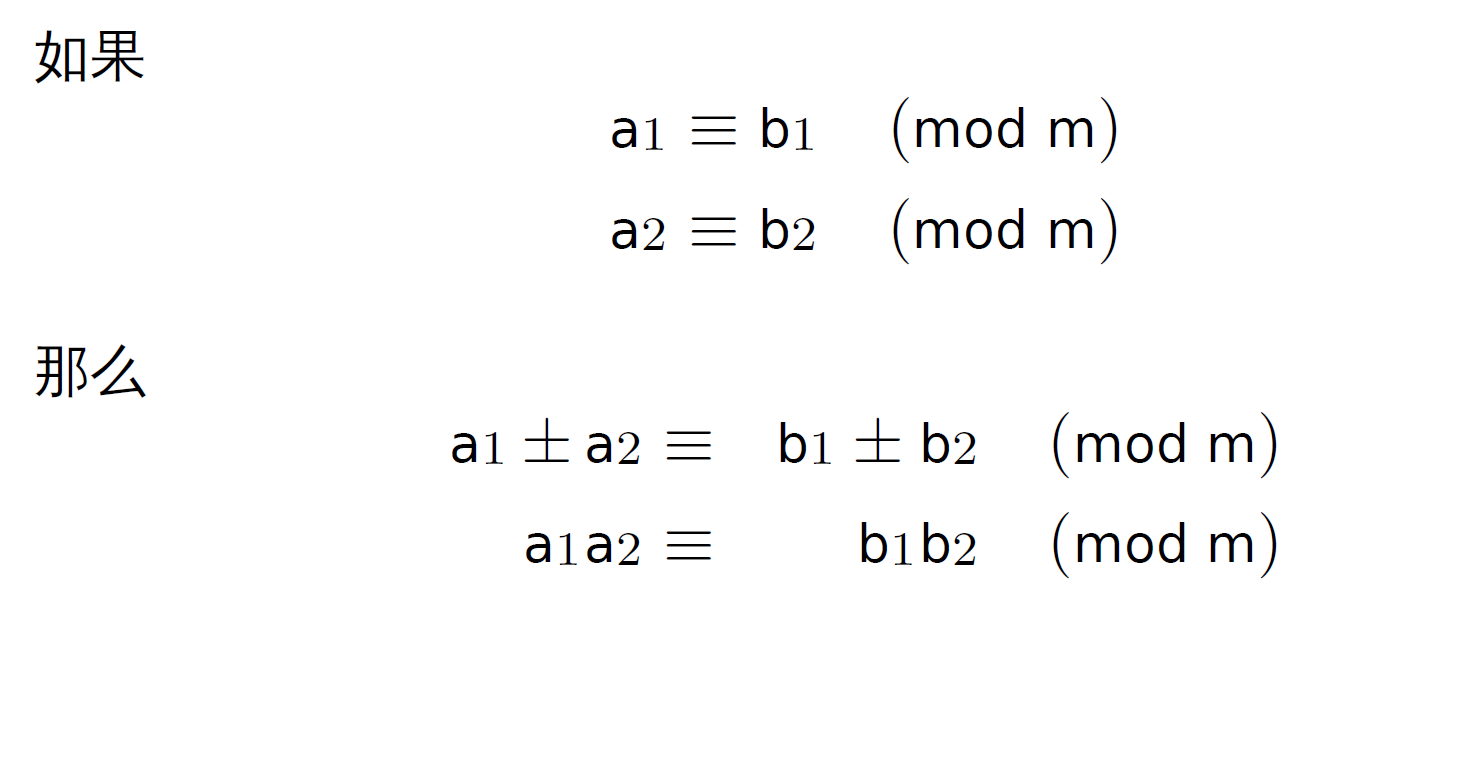 如果
a1 ≡ b1 (mod m)
a2 ≡ b2 (mod m)
那么
a1 ± a2 ≡ b1 ± b2 (mod m)
a1a2 ≡ b1b2 (mod m)